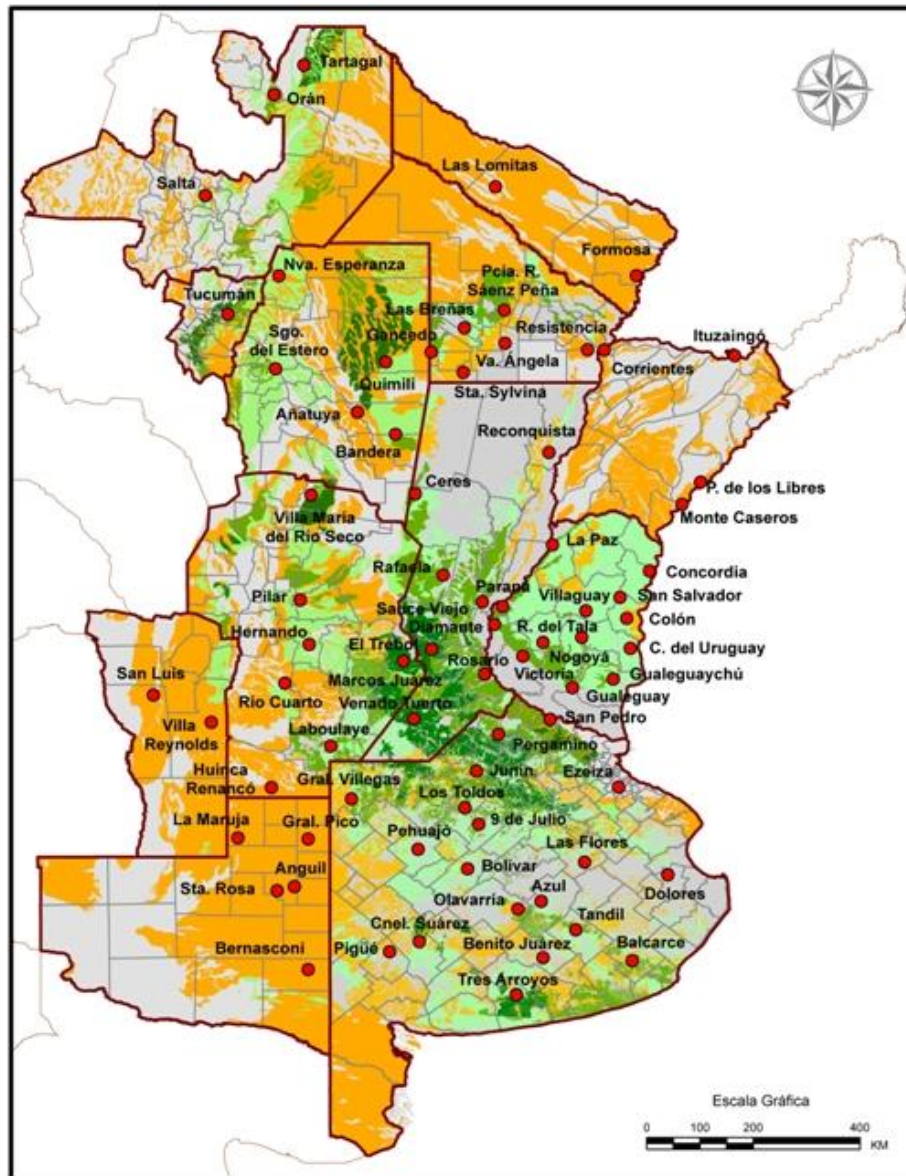 Tartagal
Orán
Las Lomitas
Salta
Formosa
Nva. Esperanza
Pcia. R.
Sáenz Peña
Tucumán
Las Breñas
Gancedo
Resistencia
Ituzaingó
Sgo.
del Estero
Va. Ángela
Corrientes
Quimili
Sta. Sylvina
Añatuya
Reconquista
Bandera
Ceres
P. de los Libres
Villa María
del Rio Seco
Monte Caseros
La Paz
Rafaela
Concordia
Paraná
Villaguay
San Salvador
Pilar
Sauce Viejo
Colón
Hernando
Diamante
R. del Tala
El Trebol
C. del Uruguay
Rosario
Nogoyá
San Luis
Marcos Juárez
Victoria
Gualeguaychú
Rio Cuarto
Gualeguay
Venado Tuerto
San Pedro
Villa
Reynolds
Laboulaye
Pergamino
Huinca
Renancó
Gral. Villegas
Junin
Ezeiza
Los Toldos
La Maruja
Gral. Pico
9 de Julio
Pehuajó
Las Flores
Anguil
Bolivar
Sta. Rosa
Azul
Dolores
Olavarria
Cnel. Suárez
Tandil
Bernasconi
Pigüé
Benito Juárez
Balcarce
Tres Arroyos
Escala Gráfica
0 100 200 400
KM